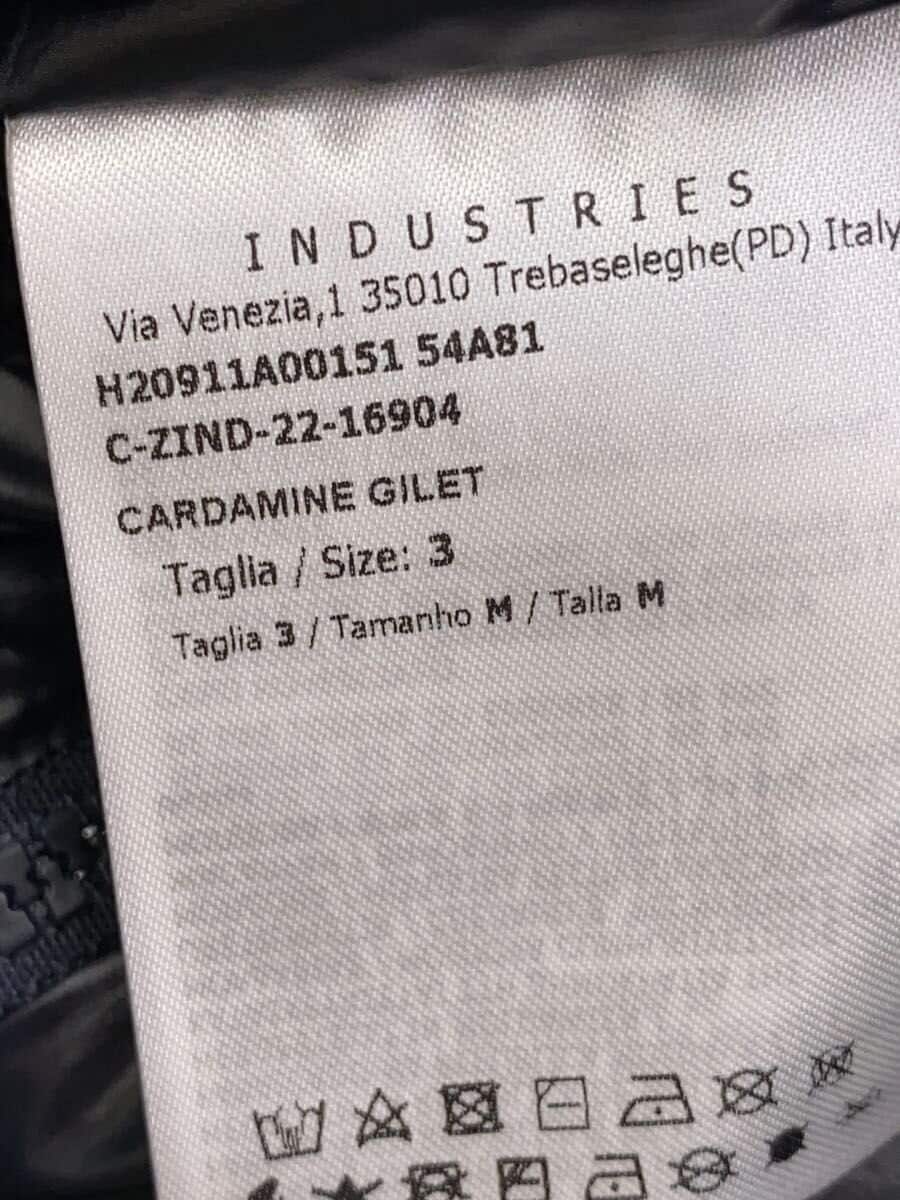 INDUSTRIES
Via Venezia,1 35010 Trebaseleghe(PD) Italy
H20911A00151 54A81
C-ZIND-22-16904
CARDAMINE GILET
Taglia / Size: 3
Taglia 3 / Tamanho M / Talla M